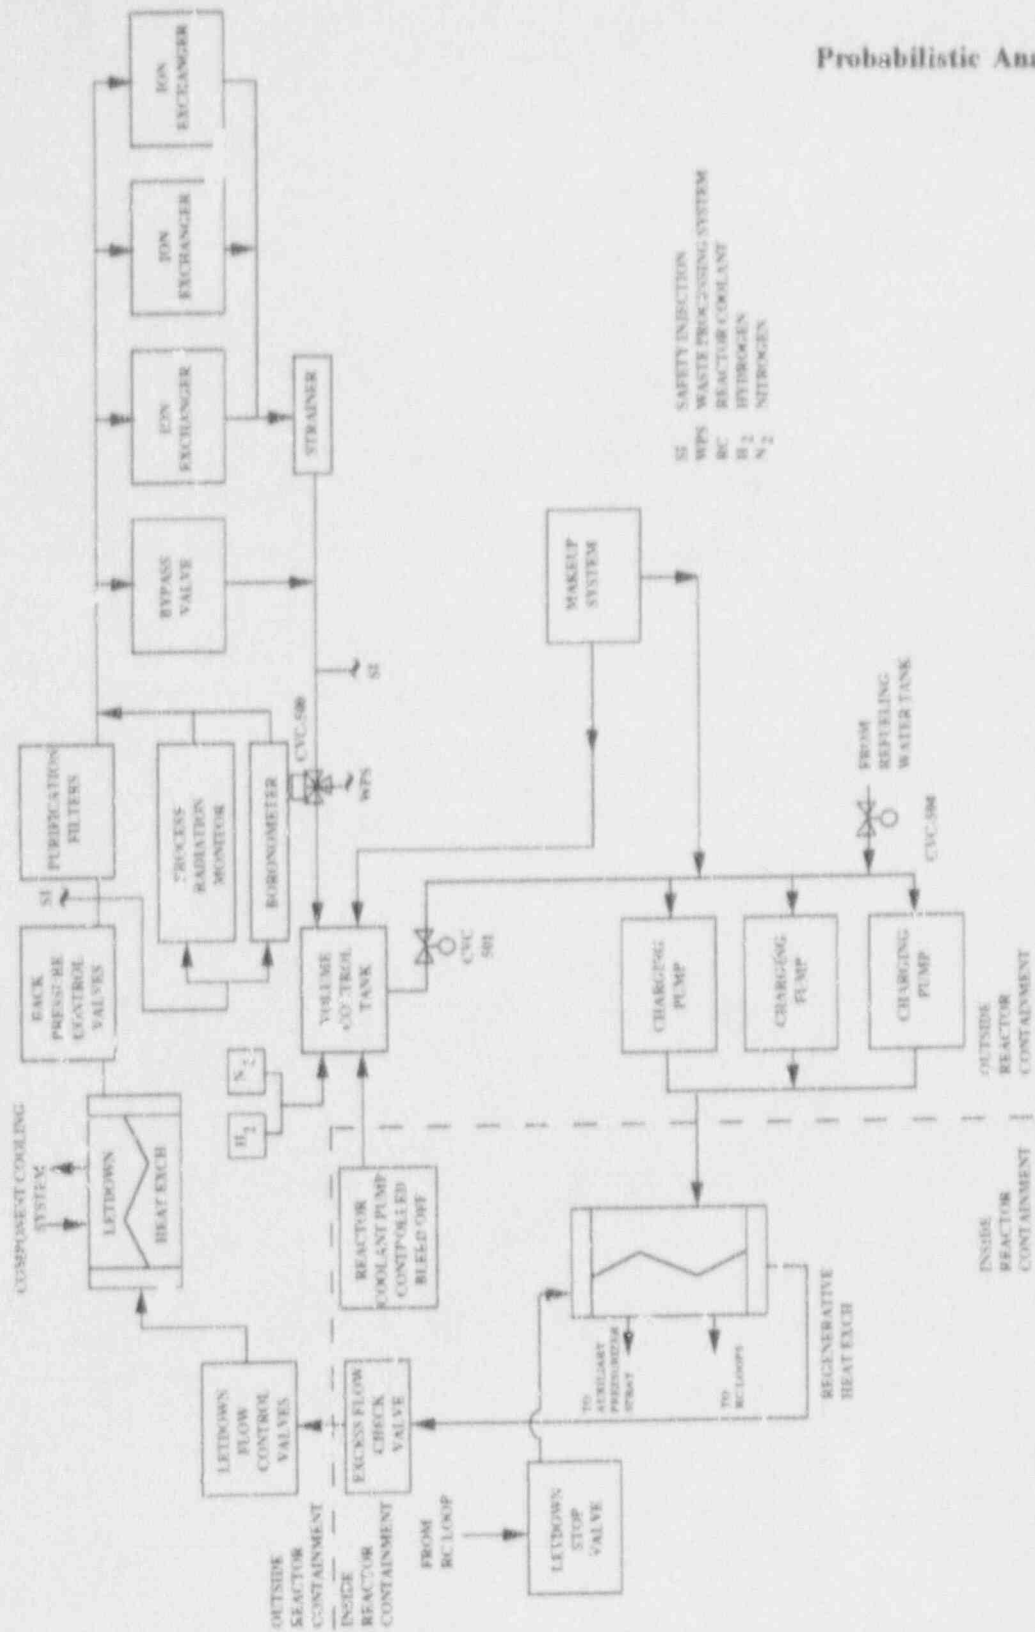 Probabilistic Ana
COMPONENT COOLING
SYSTEM
LETDOWN
HEAT EXCH
BACK
PRESSURE
CONTROL
VALVES
SI
PURIFICATION
FILTERS
PROCESS
RADIATION
MONITOR
BORONOMETER
BYPASS
VALVE
ION
EXCHANGER
ION
EXCHANGER
ION
EXCHANGER
STRAINER
SI
CVC-500
WPS
H2
N2
VOLUME
CONTROL
TANK
CVC
501
MAKEUP
SYSTEM
SI SAFETY INJECTION
WPS WASTE PROCESSING SYSTEM
RC REACTOR COOLANT
H2 HYDROGEN
N2 NITROGEN
LETDOWN
FLOW
CONTROL
VALVES
EXCESS FLOW
CHECK
VALVE
REACTOR
COOLANT PUMP
CONTROLLED
BLEED OFF
OUTSIDE
REACTOR
CONTAINMENT
INSIDE
REACTOR
CONTAINMENT
FROM
RC LOOP
LETDOWN
STOP
VALVE
TO
AUXILIARY
PRESSURIZER
SPRAY
TO
RC LOOPS
REGENERATIVE
HEAT EXCH
CHARGING
PUMP
CHARGING
PUMP
CHARGING
PUMP
FROM
REFUELING
WATER TANK
CVC-504
OUTSIDE
REACTOR
CONTAINMENT
INSIDE
REACTOR
CONTAINMENT